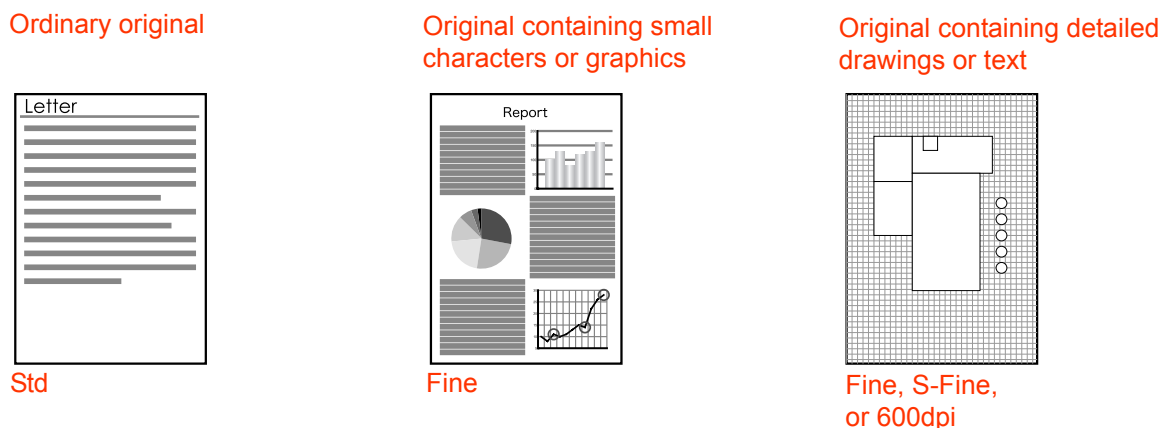 Ordinary original
Letter
Std
Original containing small
characters or graphics
Report
Fine
Original containing detailed
drawings or text
Fine, S-Fine,
or 600dpi